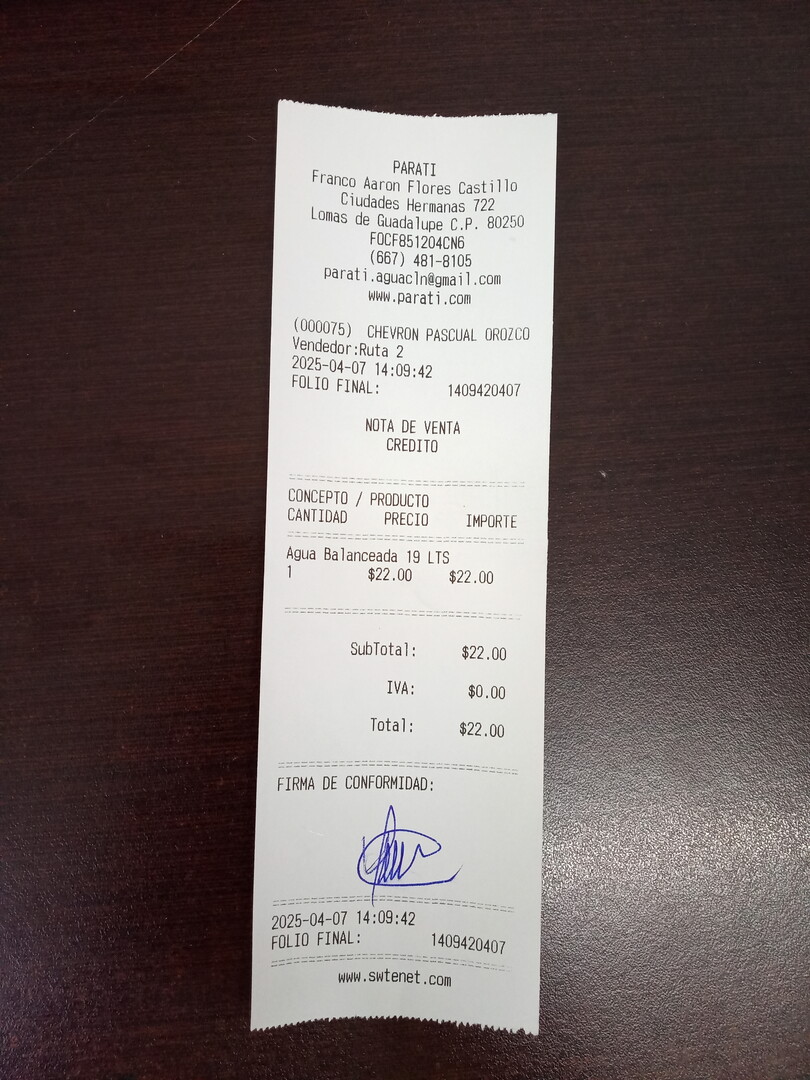 PARATI
Franco Aaron Flores Castillo
Ciudades Hermanas 722
Lomas de Guadalupe C.P. 80250
FOCF851204CN6
(667) 481-8105
parati.aguacln@gmail.com
www.parati.com
(000075) CHEVRON PASCUAL OROZCO
Vendedor:Ruta 2
2025-04-07 14:09:42
FOLIO FINAL: 1409420407
NOTA DE VENTA
CREDITO
CONCEPTO / PRODUCTO
CANTIDAD PRECIO IMPORTE
Agua Balanceada 19 LTS
1 $22.00 $22.00
SubTotal: $22.00
IVA: $0.00
Total: $22.00
FIRMA DE CONFORMIDAD:
2025-04-07 14:09:42
FOLIO FINAL: 1409420407
www.swtenet.com